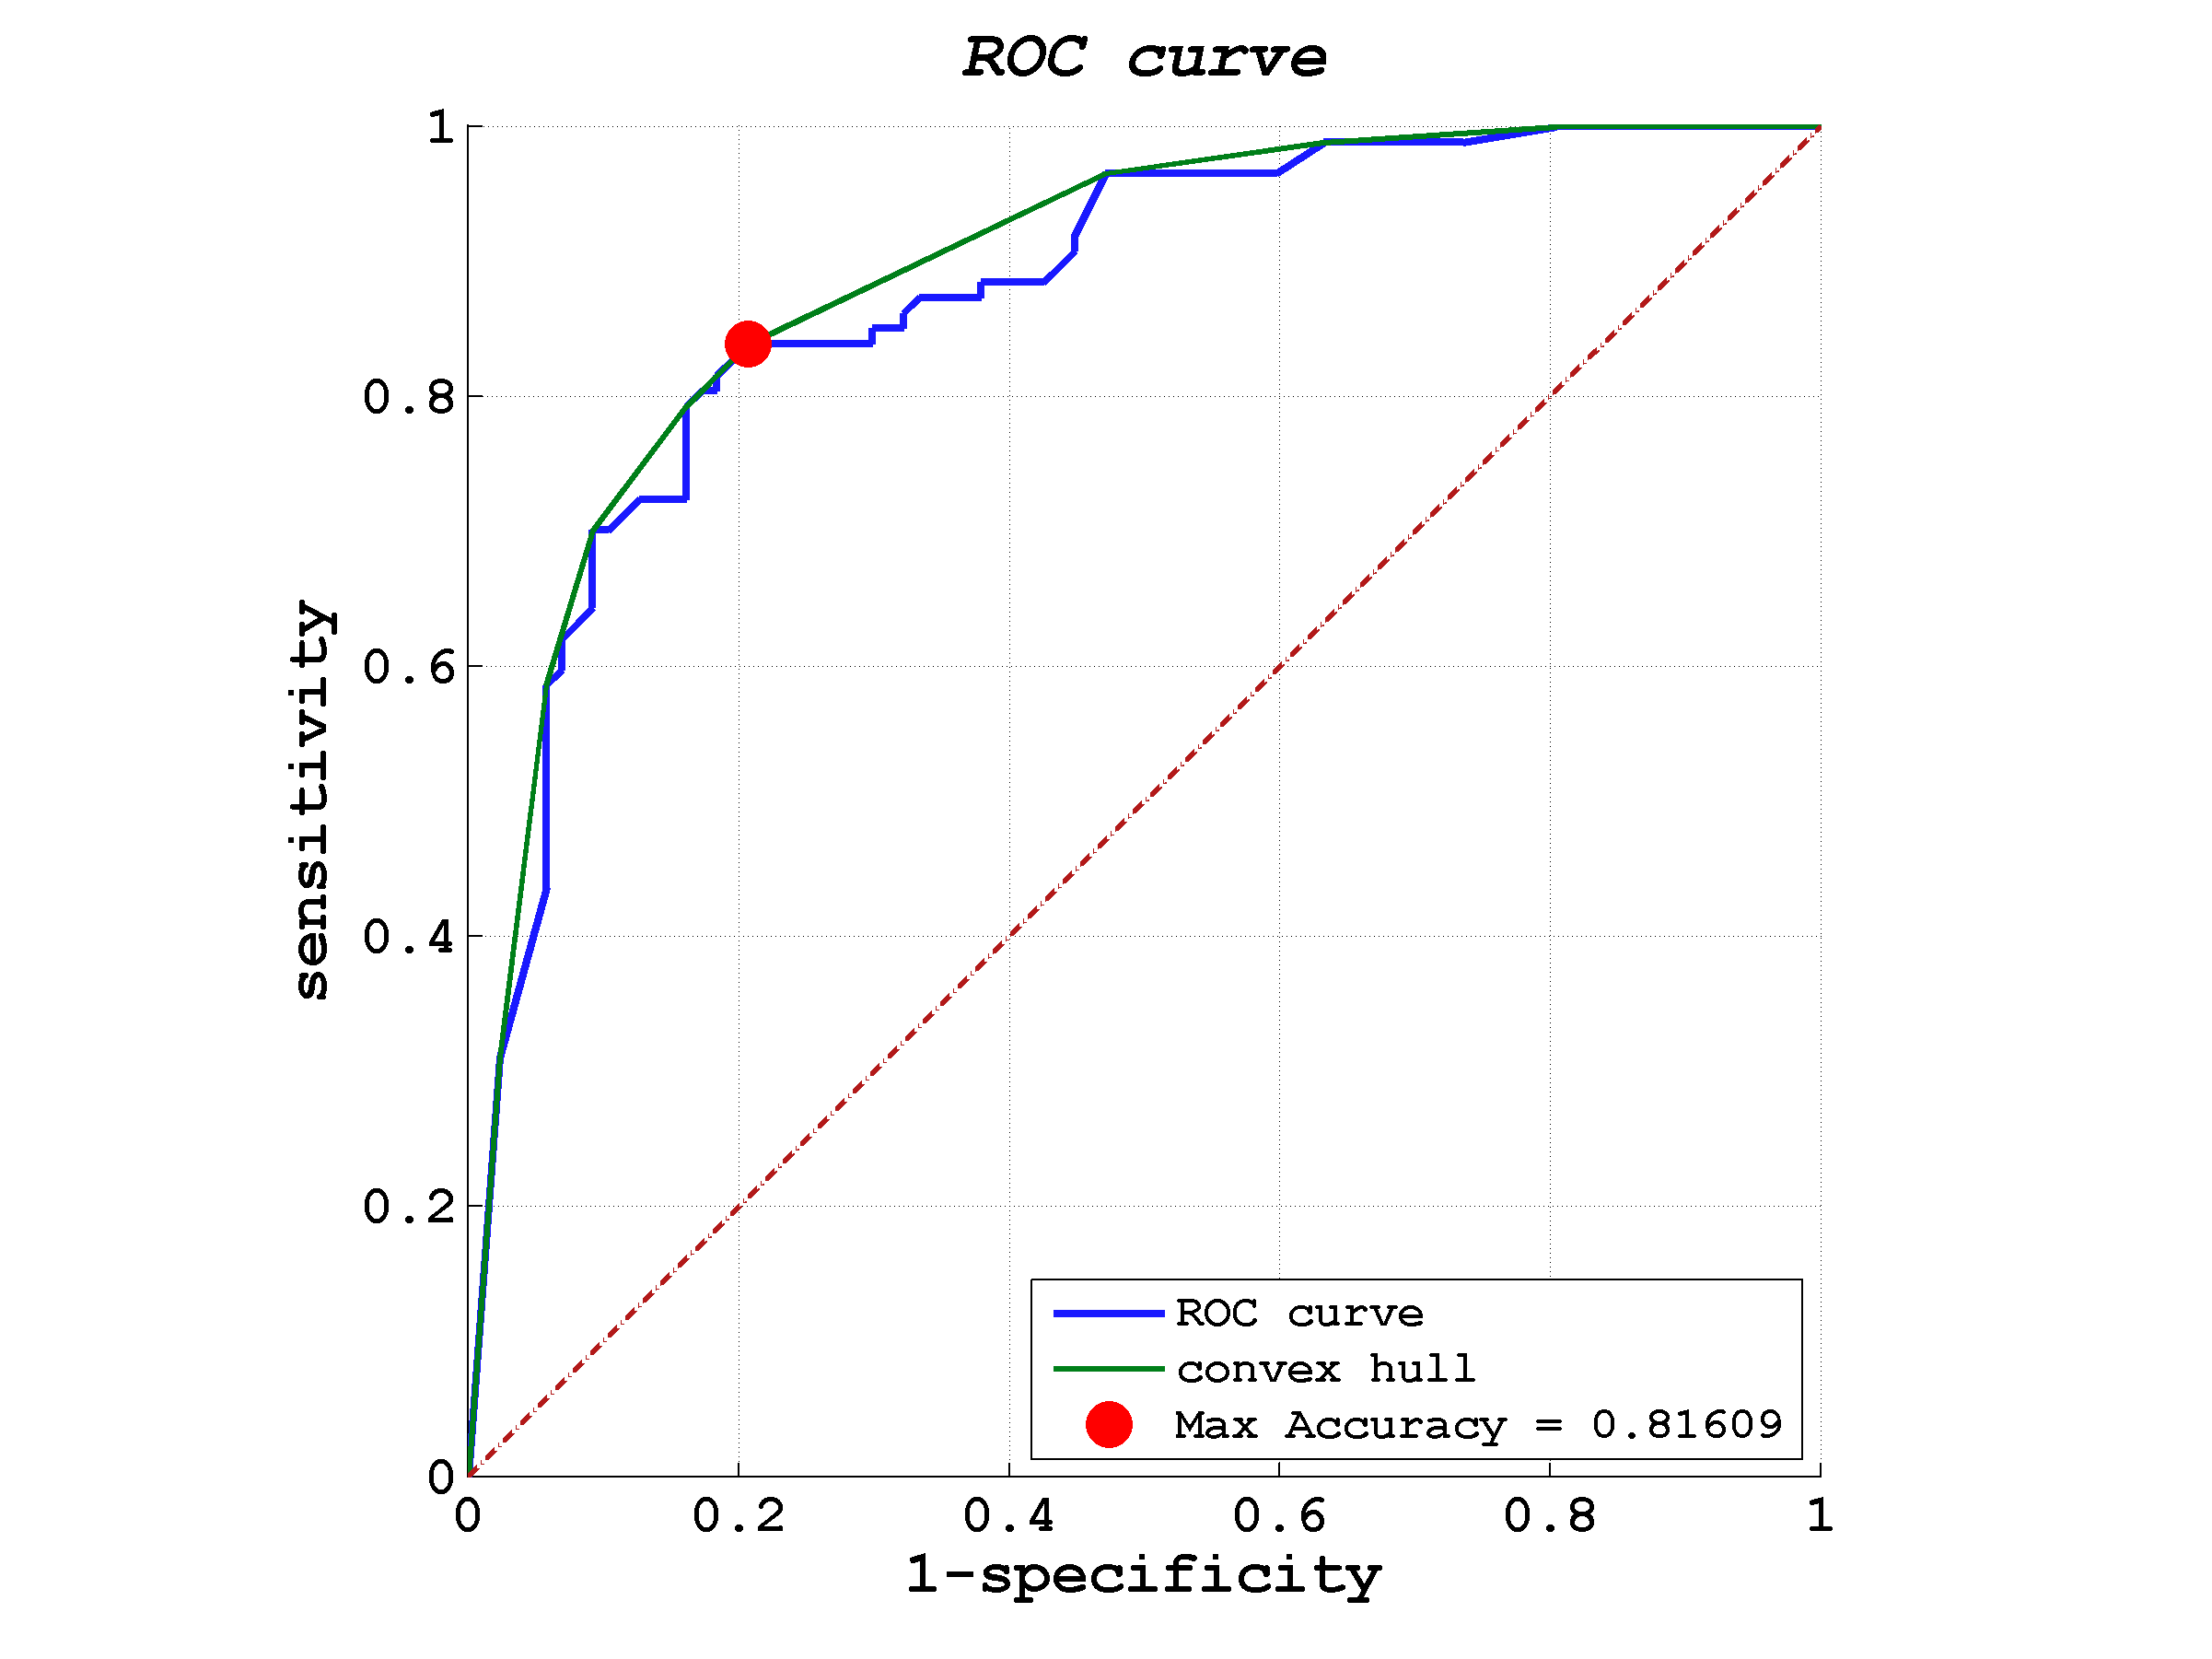 ROC curve
1
0.8
0.6
0.4
0.2
0
sensitivity
0 0.2 0.4 0.6 0.8 1
1-specificity
ROC curve
convex hull
Max Accuracy = 0.81609